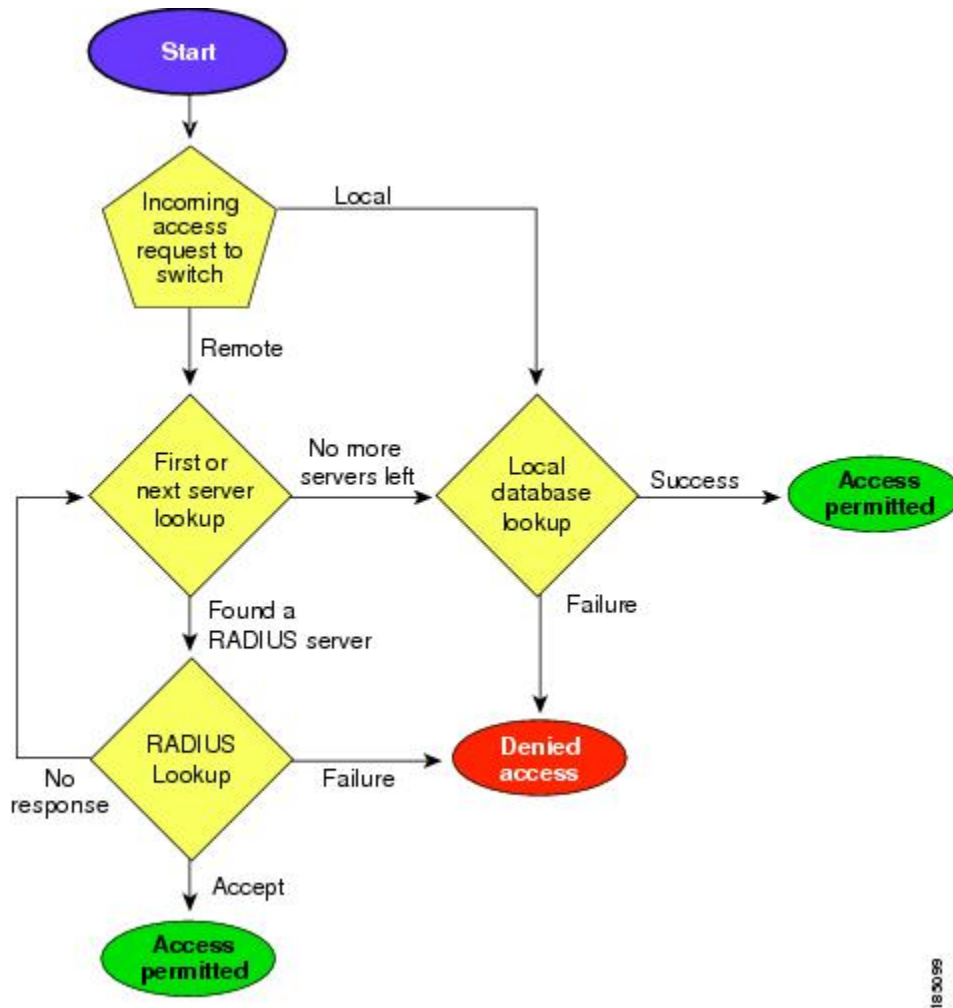 Start
Incoming
access
request to
switch
Local
Remote
First or
next server
lookup
No more
servers left
Local
database
lookup
Success
Access
permitted
Found a
RADIUS server
Failure
RADIUS
Lookup
No
response
Failure
Denied
access
Accept
Access
permitted
185099